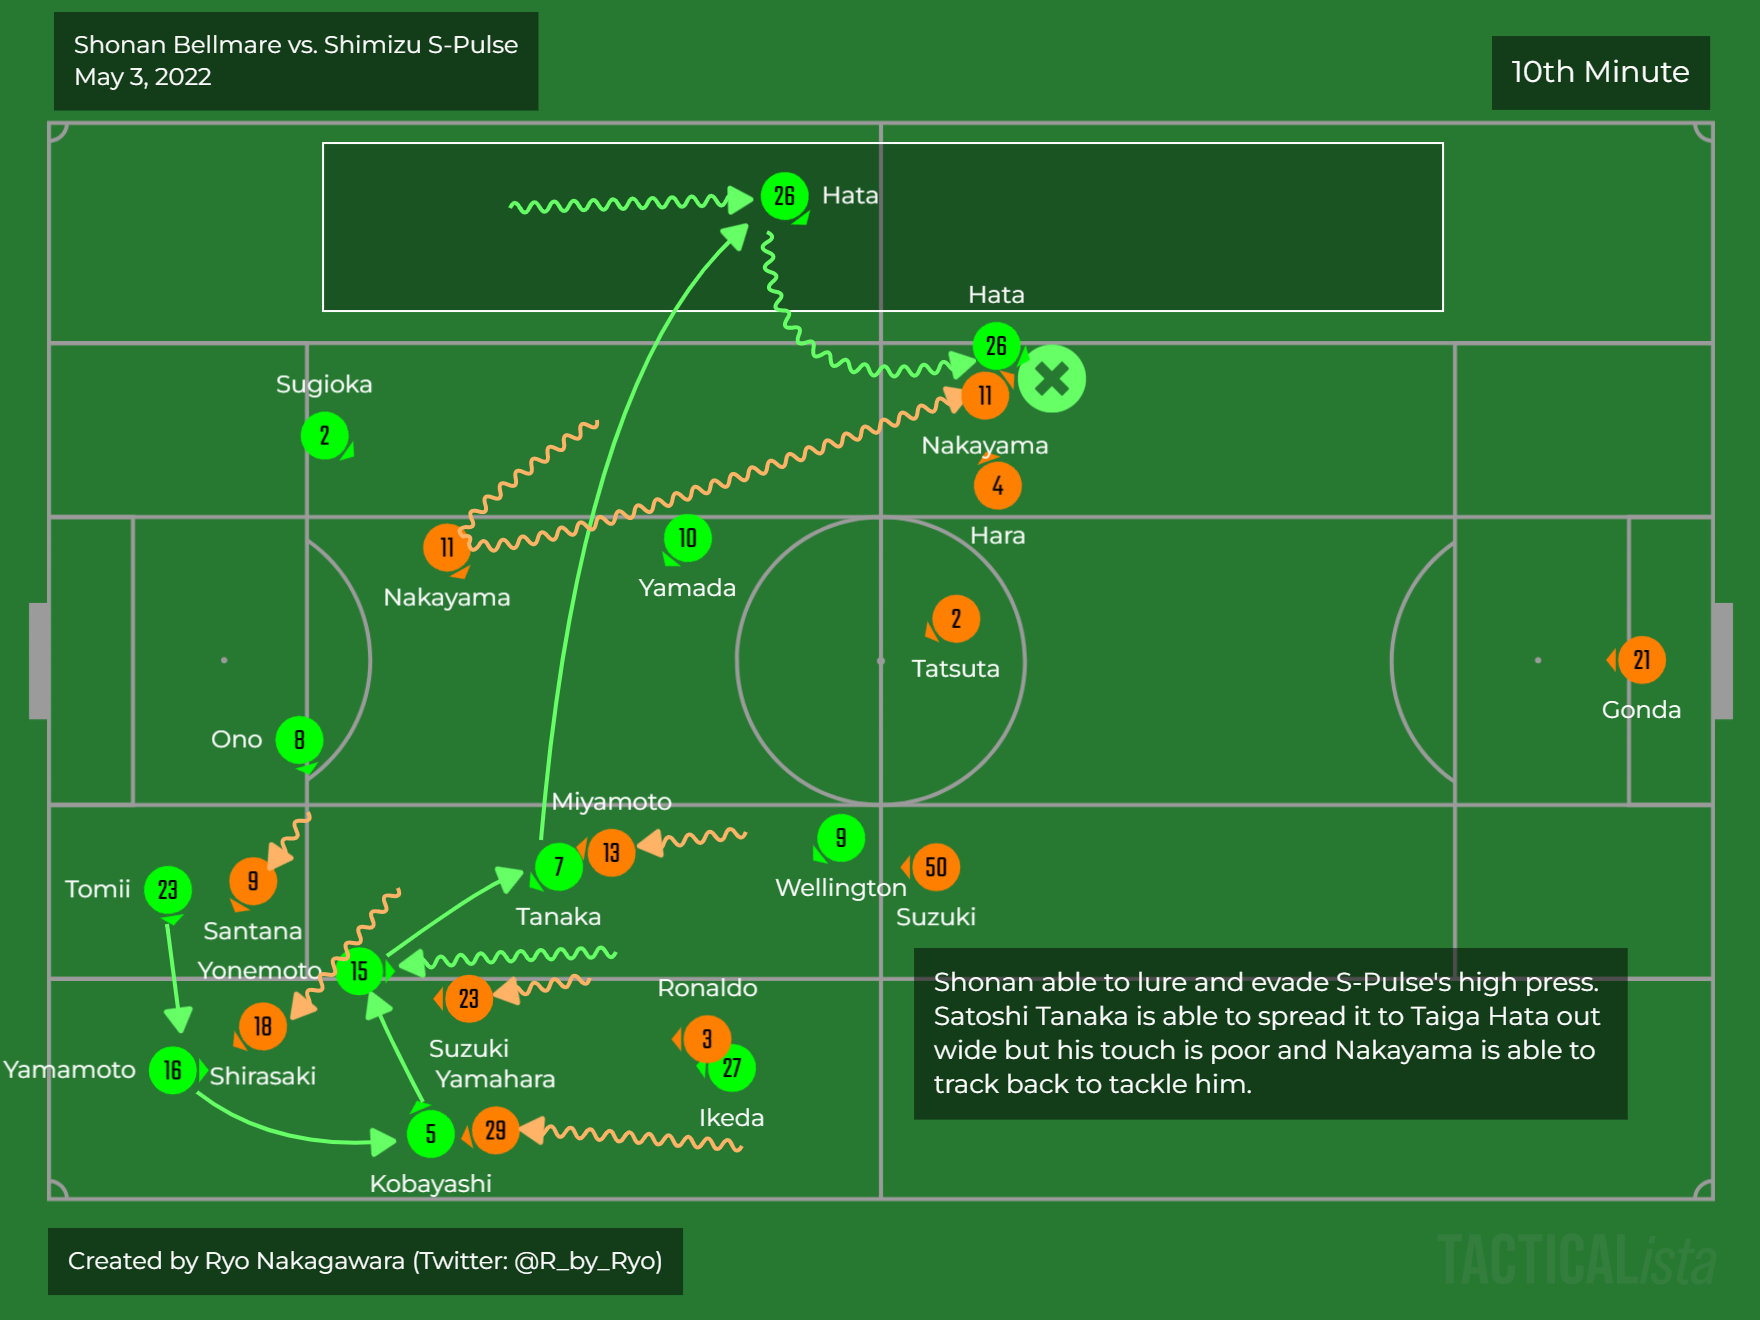 Shonan Bellmare vs. Shimizu S-Pulse
May 3, 2022
10th Minute
26
Hata
Hata
26
Sugioka
2
11
Nakayama
4
Hara
11
Nakayama
10
Yamada
2
Tatsuta
21
Gonda
Ono
8
Miyamoto
7
13
Tanaka
9
Wellington
50
Suzuki
Tomii
23
9
Santana
Yonemoto
15
23
Suzuki
18
Shirasaki
Yamamoto
16
Ronaldo
3
27
Ikeda
Yamahara
5
29
Kobayashi
Shonan able to lure and evade S-Pulse's high press.
Satoshi Tanaka is able to spread it to Taiga Hata out
wide but his touch is poor and Nakayama is able to
track back to tackle him.
Created by Ryo Nakagawara (Twitter: @R_by_Ryo)
TACTICALista